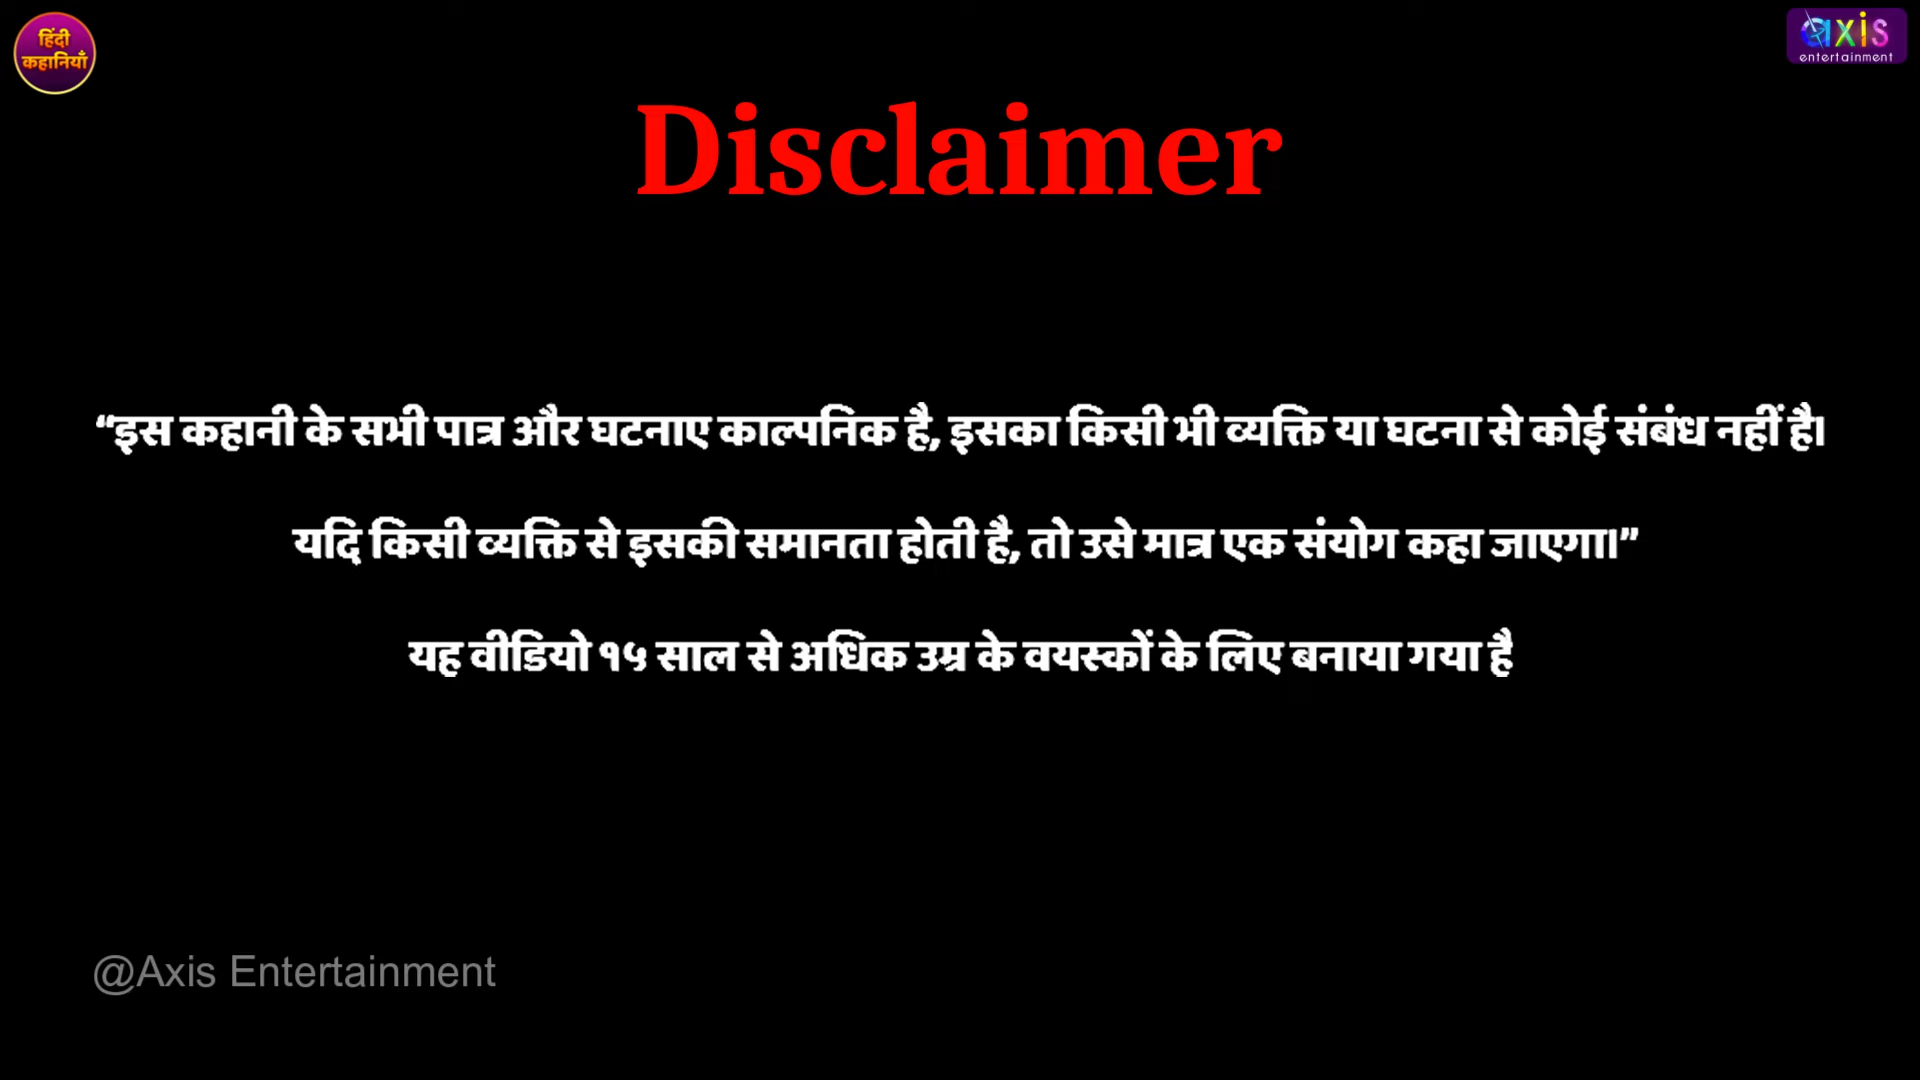 हिंदी
कहानियाँ
axis
entertainment
Disclaimer
“इस कहानी के सभी पात्र और घटनाए काल्पनिक है, इसका किसी भी व्यक्ति या घटना से कोई संबंध नहीं है।
यदि किसी व्यक्ति से इसकी समानता होती है, तो उसे मात्र एक संयोग कहा जाएगा।”
यह वीडियो १५ साल से अधिक उम्र के वयस्कों के लिए बनाया गया है
@Axis Entertainment